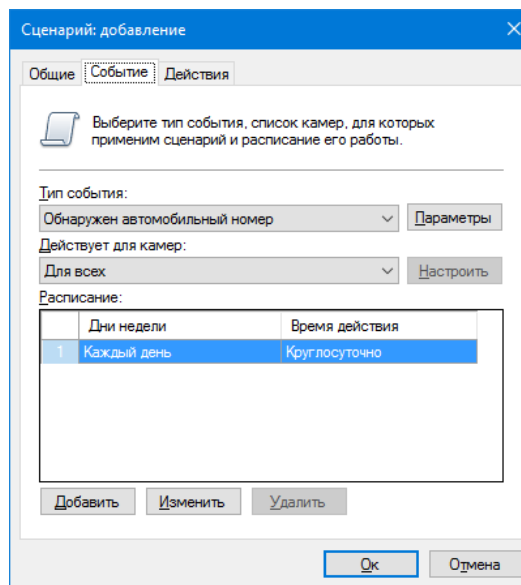 Сценарий: добавление
Общие Событие Действия
Выберите тип события, список камер, для которых
применим сценарий и расписание его работы.
Тип события:
Обнаружен автомобильный номер Параметры
Действует для камер:
Для всех Настроить
Расписание:
Дни недели Время действия
1 Каждый день Круглосуточно
Добавить Изменить Удалить
Ок Отмена